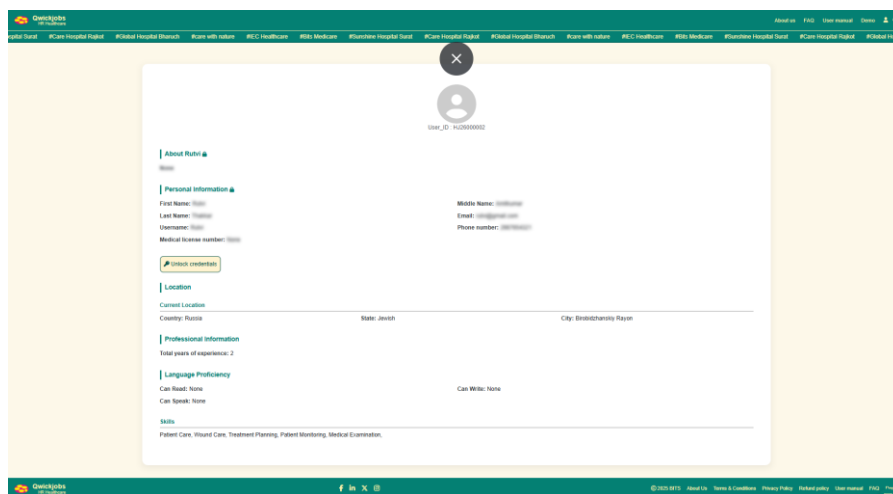 Qwickjobs
HR Healthcare
About us FAQ User manual Demo
ospital Surat #Care Hospital Rajkot #Global Hospital Bharuch #care with nature #IEC Healthcare #Bits Medicare #Sunshine Hospital Surat #Care Hospital Rajkot #Global Hospital Bharuch #care with nature #IEC Healthcare #Bits Medicare #Sunshine Hospital Surat #Care Hospital Rajkot #Global H
User_ID : HJ26000002
About Rutvi
Personal Information
First Name:
Middle Name:
Last Name:
Email:
Username:
Phone number:
Medical license number:
Unlock credentials
Location
Current Location
Country: Russia State: Jewish City: Birobidzhansky Rayon
Professional Information
Total years of experience: 2
Language Proficiency
Can Read: None Can Write: None
Can Speak: None
Skills
Patient Care, Wound Care, Treatment Planning, Patient Monitoring, Medical Examination,
Qwickjobs
HR Healthcare
© 2025 BITS About Us Terms & Conditions Privacy Policy Refund policy User manual FAQ